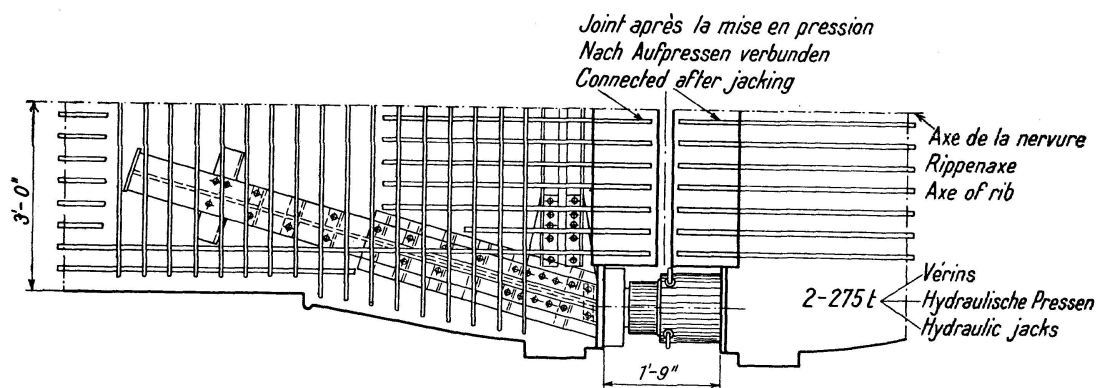 Joint après la mise en pression
Nach Aufpressen verbunden
Connected after jacking
Axe de la nervure
Rippenaxe
Axe of rib
3'-0"
Vérins
2-275t Hydraulische Pressen
Hydraulic jacks
1'-9"